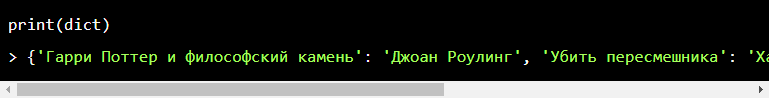 print(dict)
> {'Гарри Поттер и философский камень': 'Джоан Роулинг', 'Убить пересмешника': 'Ха